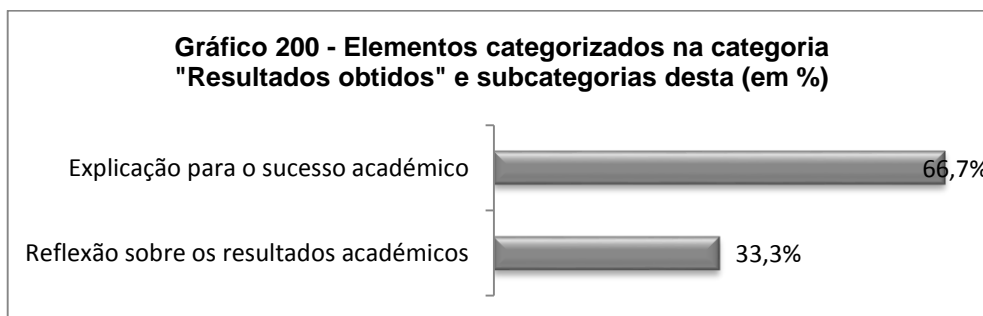 Gráfico 200 - Elementos categorizados na categoria
"Resultados obtidos" e subcategorias desta (em %)
Explicação para o sucesso académico
66,7%
Reflexão sobre os resultados académicos
33,3%